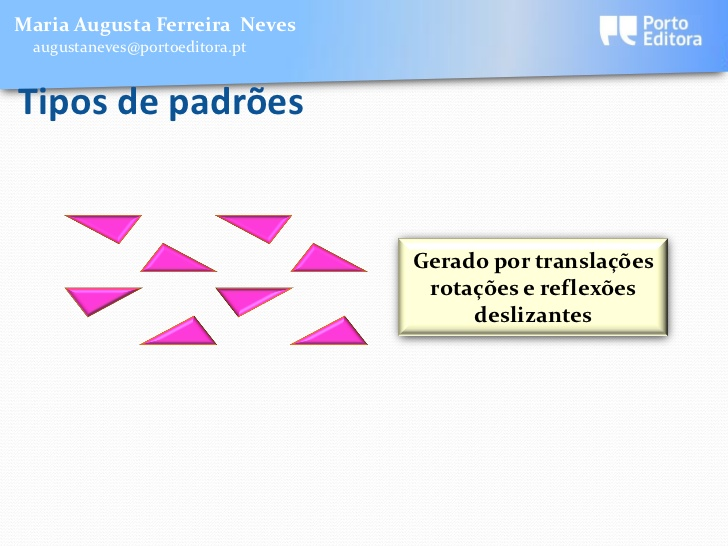 Maria Augusta Ferreira Neves
augustaneves@portoeditora.pt
Porto
Editora
Tipos de padrões
Gerado por translações
rotações e reflexões
deslizantes